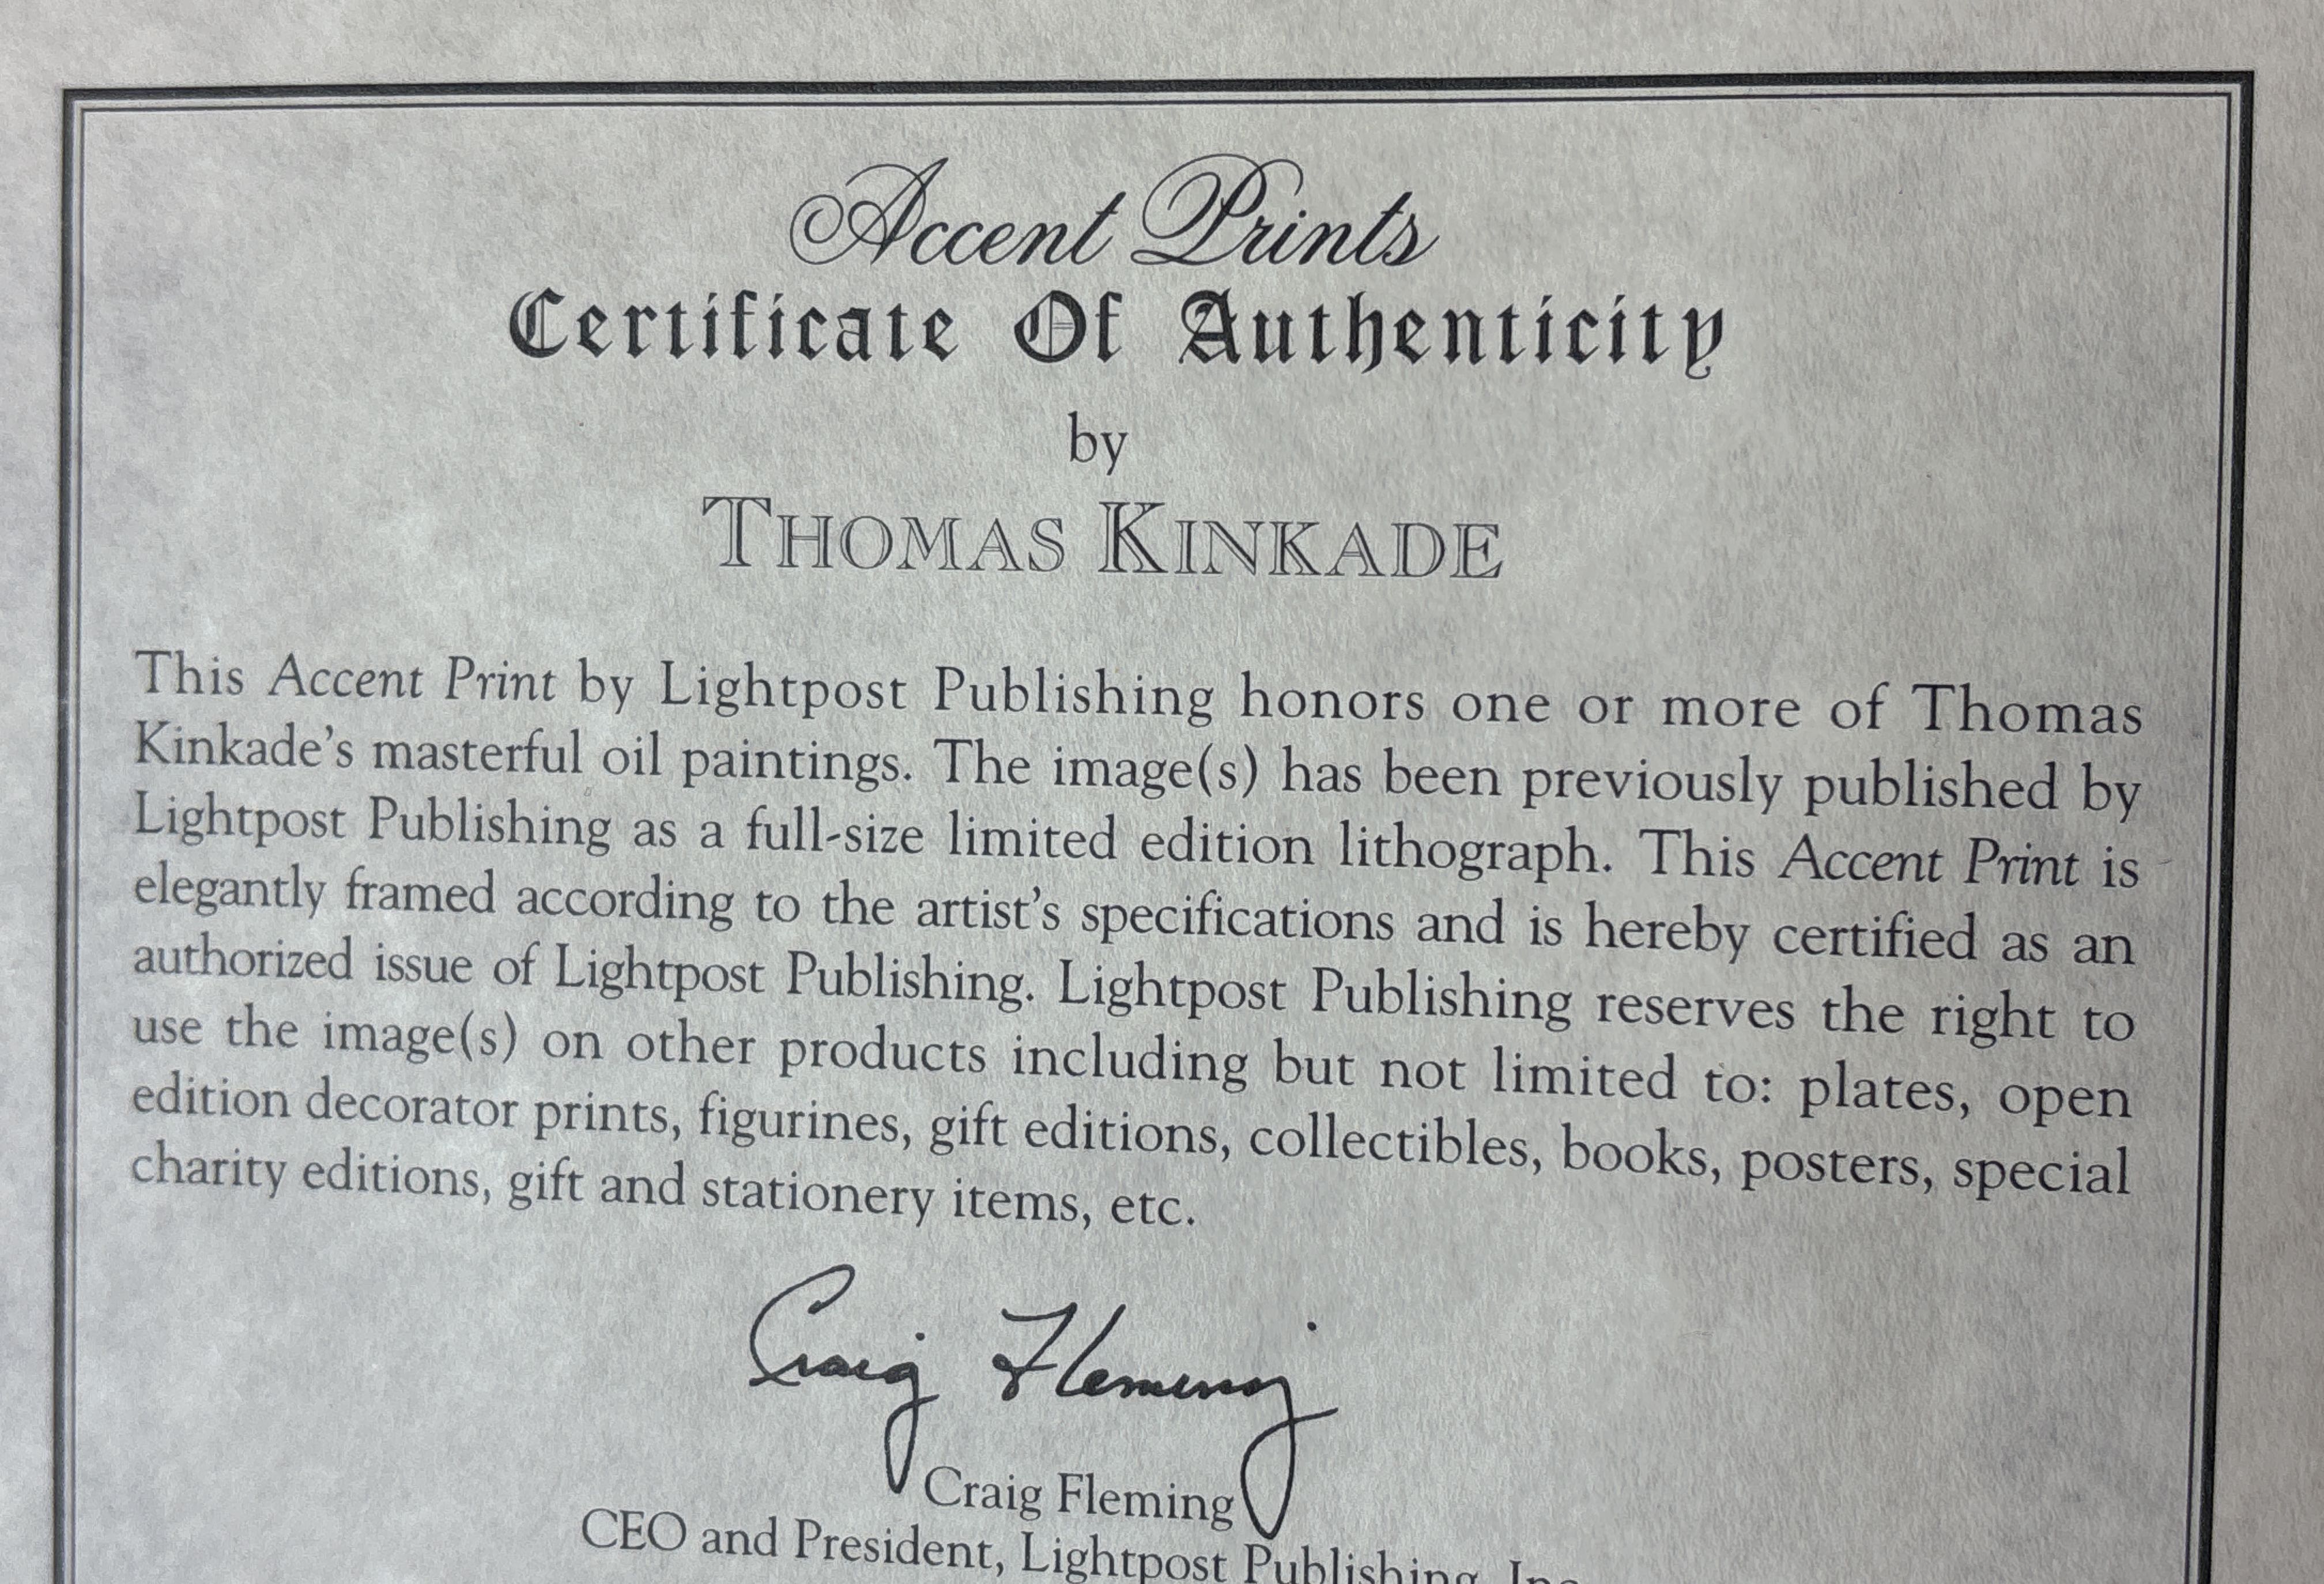 Accent Prints
Certificate Of Authenticity
by
THOMAS KINKADE
This Accent Print by Lightpost Publishing honors one or more of Thomas
Kinkade's masterful oil paintings. The image(s) has been previously published by
Lightpost Publishing as a full-size limited edition lithograph. This Accent Print is
elegantly framed according to the artist's specifications and is hereby certified as an
authorized issue of Lightpost Publishing. Lightpost Publishing reserves the right to
use the image(s) on other products including but not limited to: plates, open
edition decorator prints, figurines, gift editions, collectibles, books, posters, special
charity editions, gift and stationery items, etc.
Craig Fleming
Craig Fleming
CEO and President, Lightpost Publishing, Inc